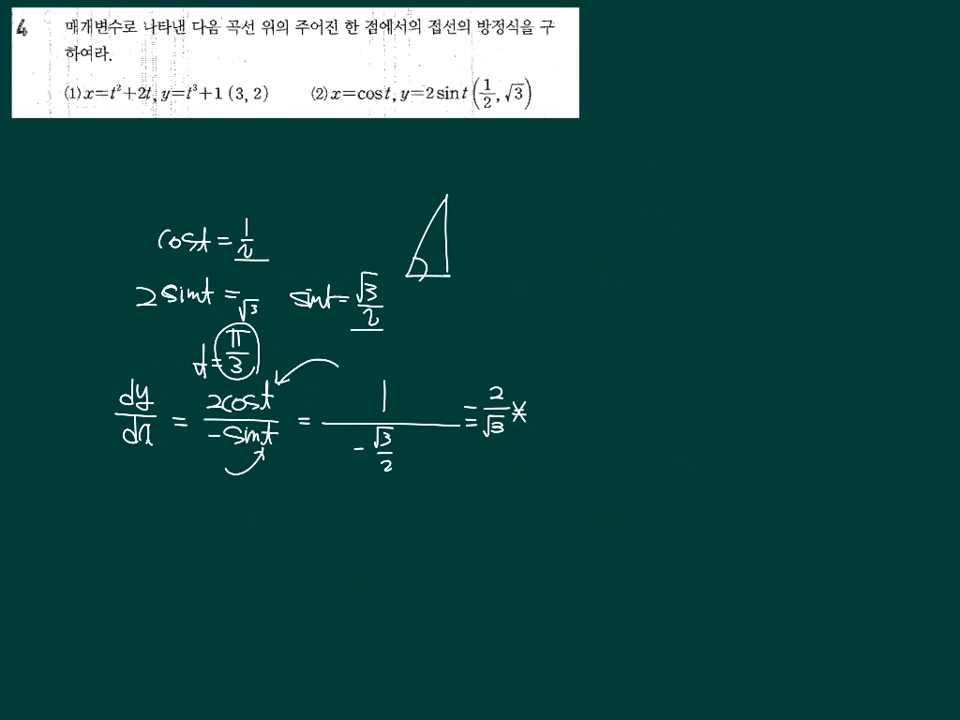 4 매개변수로 나타낸 다음 곡선 위의 주어진 한 점에서의 접선의 방정식을 구
하여라.
(1) x=t²+2t, y=t³+1 (3, 2) (2) x=cost, y=2sint (1/2, √3)
cost = 1/2
2sint = √3 sint = √3/2
t = π/3
dy/dx = 2cost/-sint = 1/(-√3/2) = 2/√3